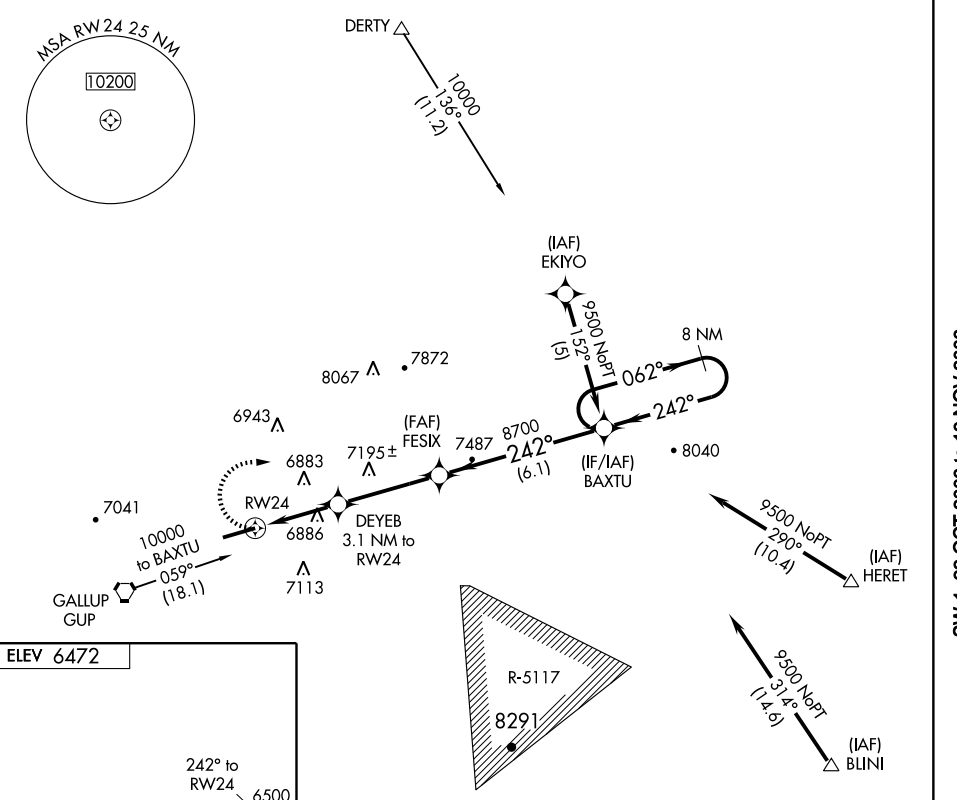 MSA RW 24 25 NM
10200
DERTY
10000
136°
(11.2)
(IAF)
EKIYO
9500 NoPT
152°
(5)
8 NM
062°
242°
7872
8067
6943
(FAF)
FESIX
7487
8700
242°
(6.1)
(IF/IAF)
BAXTU
8040
7195±
6883
RW24
6886
DEYEB
3.1 NM to
RW24
7041
10000
to BAXTU
059°
(18.1)
7113
GALLUP
GUP
9500 NoPT
290°
(10.4)
(IAF)
HERET
ELEV 6472
R-5117
8291
9500 NoPT
314°
(14.6)
(IAF)
BLINI
242° to
RW24
6500